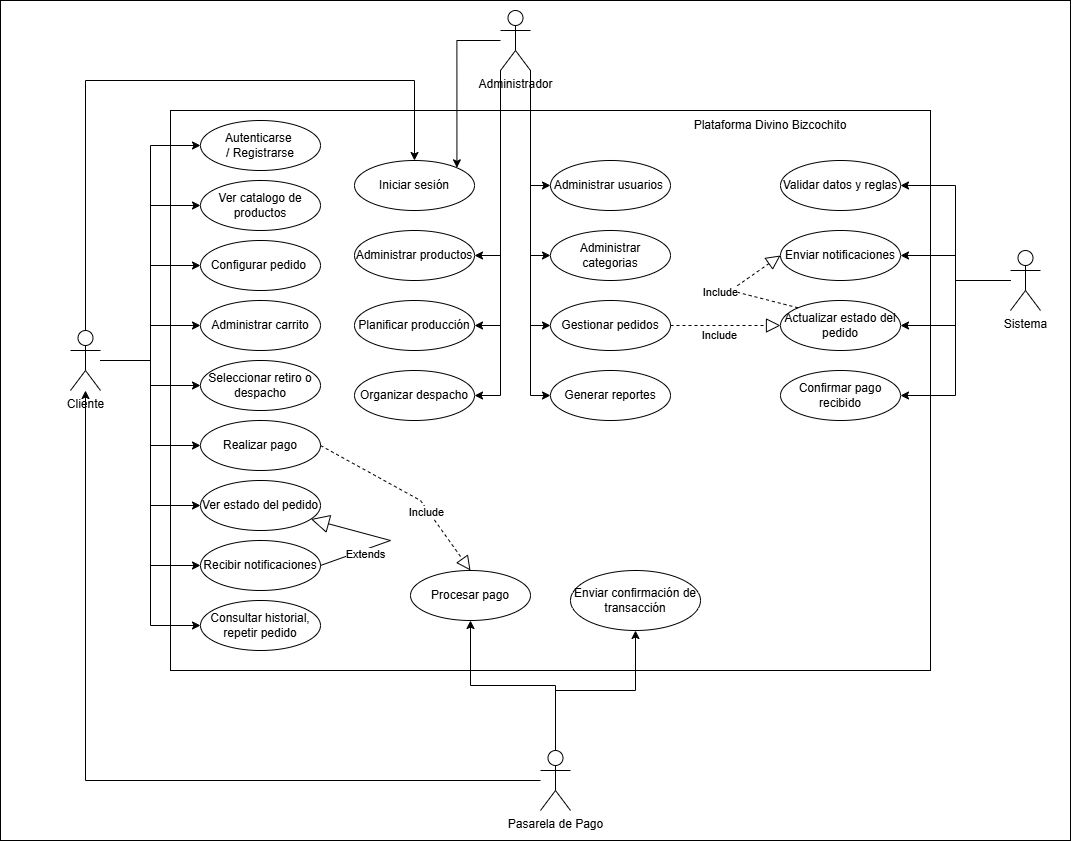 Administrador
Plataforma Divino Bizcochito
Autenticarse
/ Registrarse
Ver catalogo de
productos
Configurar pedido
Administrar carrito
Seleccionar retiro o
despacho
Realizar pago
Ver estado del pedido
Recibir notificaciones
Consultar historial,
repetir pedido
Cliente
Iniciar sesión
Administrar productos
Planificar producción
Organizar despacho
Administrar usuarios
Administrar
categorias
Gestionar pedidos
Generar reportes
Validar datos y reglas
Enviar notificaciones
Include
Actualizar estado del
pedido
Include
Confirmar pago
recibido
Sistema
Include
Extends
Procesar pago
Enviar confirmación de
transacción
Pasarela de Pago